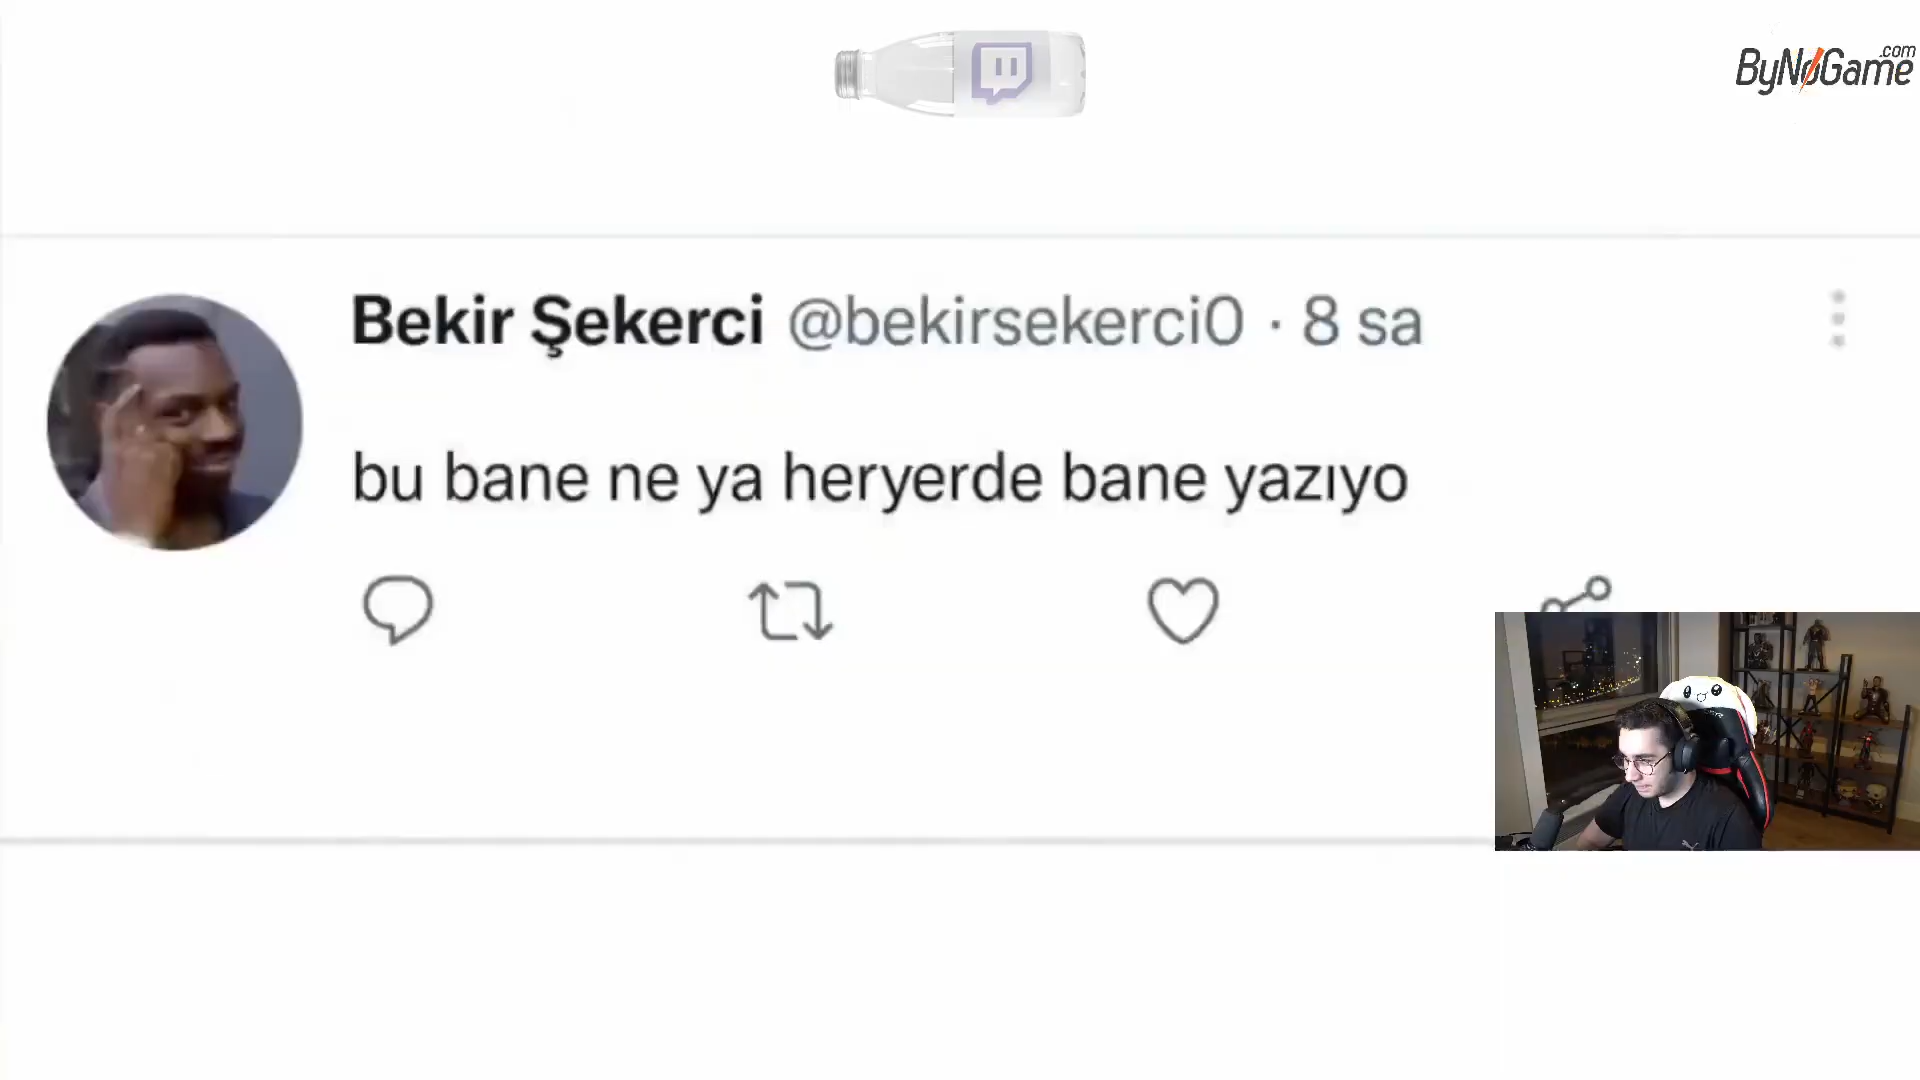 ByNoGame.com
Bekir Şekerci @bekirsekerci0 · 8 sa
bu bane ne ya heryerde bane yazıyo